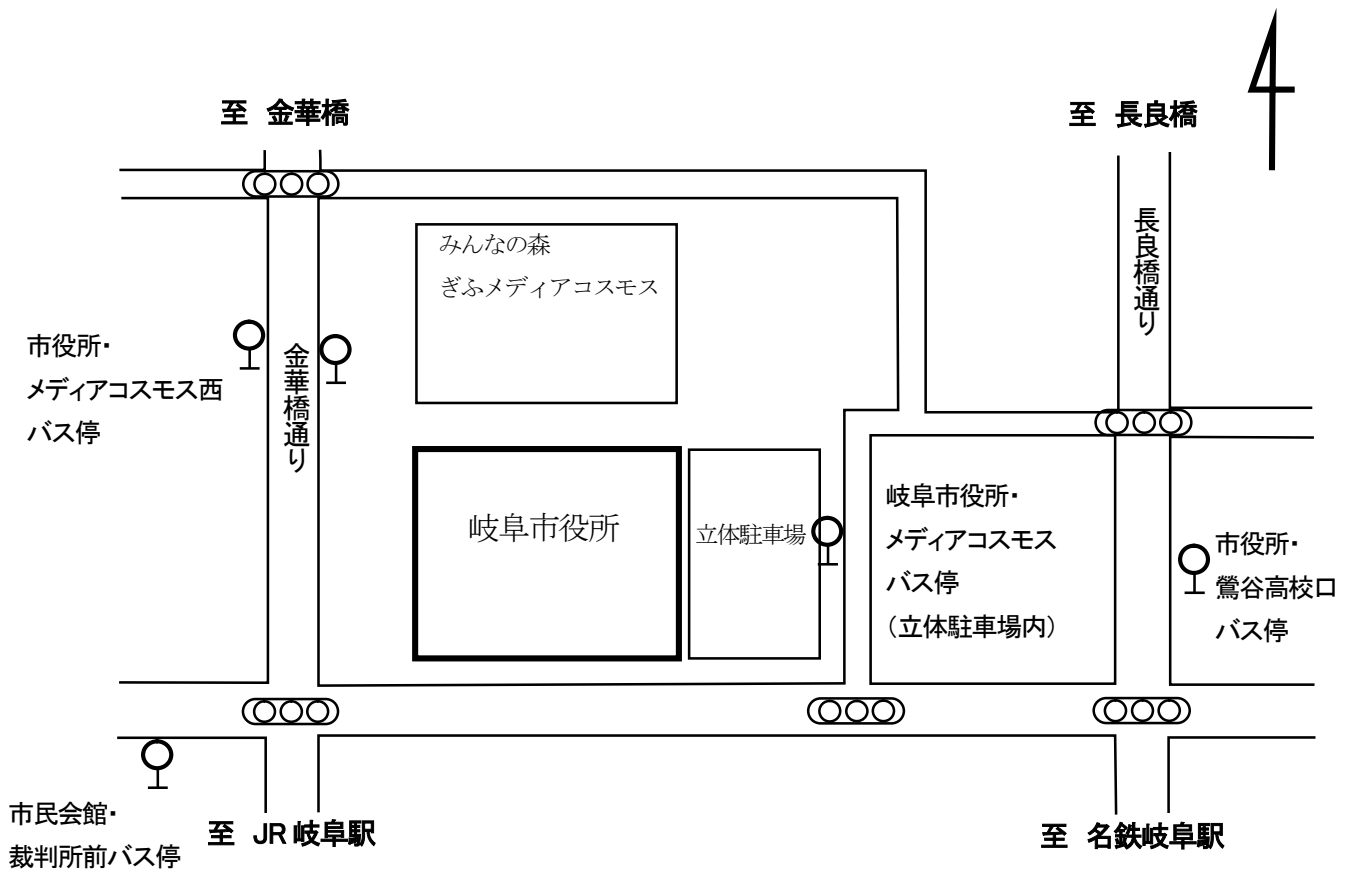 至 金華橋
至 長良橋
みんなの森
ぎふメディアコスモス
長良橋通り
市役所・
メディアコスモス西
バス停
金華橋通り
岐阜市役所
立体駐車場
岐阜市役所・
メディアコスモス
バス停
（立体駐車場内）
市役所・
鶯谷高校口
バス停
市民会館・
裁判所前バス停
至 JR岐阜駅
至 名鉄岐阜駅